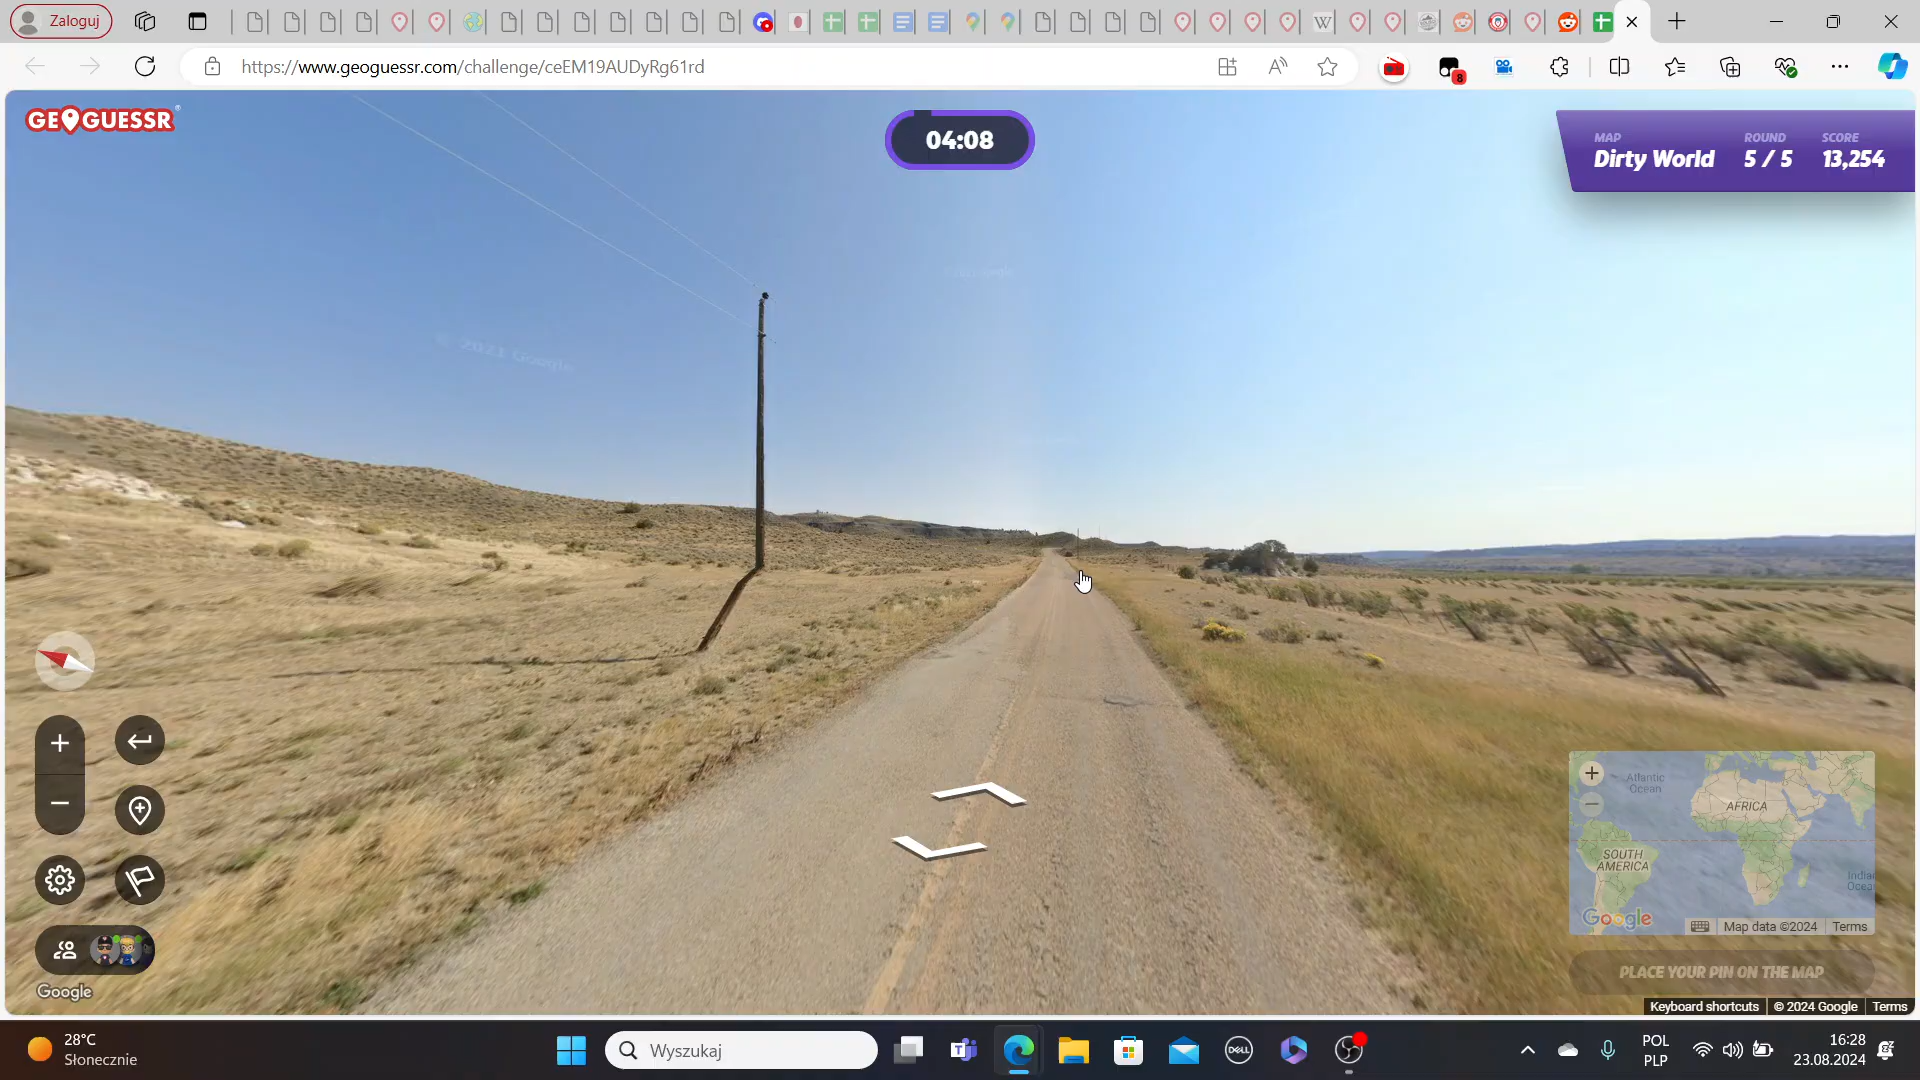 Zaloguj
https://www.geoguessr.com/challenge/ceEM19AUDyRg61rd
8
GEOGUESSR
04:08
MAP ROUND SCORE
Dirty World 5 / 5 13,254
© 2021 Google
Atlantic
Ocean
AFRICA
SOUTH
AMERICA
Google
Map data ©2024 Terms
PLACE YOUR PIN ON THE MAP
Google
Keyboard shortcuts © 2024 Google Terms
28°C
Słonecznie
Wyszukaj
DELL
POL
PLP
16:28
23.08.2024